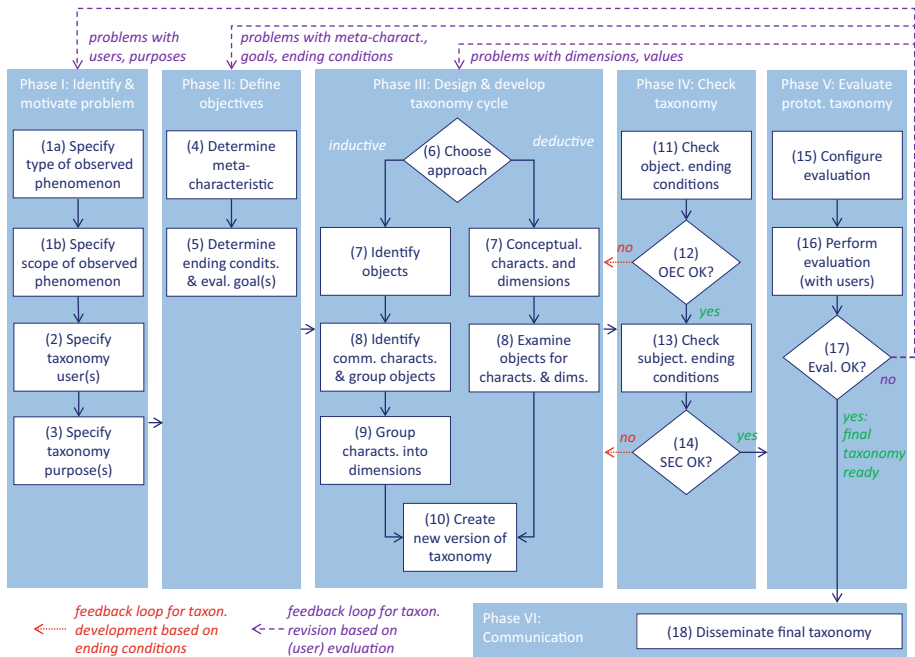 problems with
users, purposes
problems with meta-charact.,
goals, ending conditions
problems with dimensions, values
Phase I: Identify &
motivate problem
(1a) Specify
type of observed
phenomenon
(1b) Specify
scope of observed
phenomenon
(2) Specify
taxonomy
user(s)
(3) Specify
taxonomy
purpose(s)
Phase II: Define
objectives
(4) Determine
meta-
characteristic
(5) Determine
ending condits.
& eval. goal(s)
Phase III: Design & develop
taxonomy cycle
inductive
deductive
(6) Choose
approach
(7) Identify
objects
(8) Identify
comm. characts.
& group objects
(9) Group
characts. into
dimensions
(7) Conceptual.
characts. and
dimensions
(8) Examine
objects for
characts. & dims.
(10) Create
new version of
taxonomy
Phase IV: Check
taxonomy
(11) Check
object. ending
conditions
no
(12)
OEC OK?
yes
(13) Check
subject. ending
conditions
no
(14)
SEC OK?
yes
Phase V: Evaluate
protot. taxonomy
(15) Configure
evaluation
(16) Perform
evaluation
(with users)
(17)
Eval. OK?
no
yes:
final
taxonomy
ready
feedback loop for taxon.
development based on
ending conditions
feedback loop for taxon.
revision based on
(user) evaluation
Phase VI:
Communication
(18) Disseminate final taxonomy